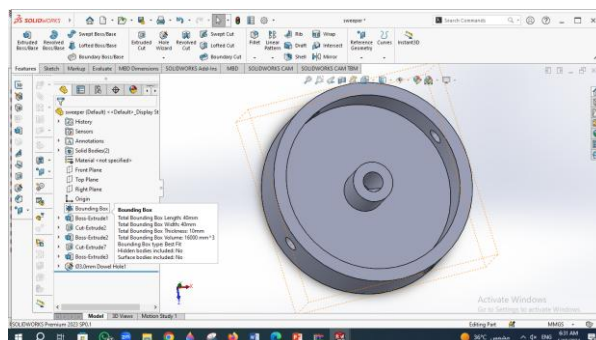 SOLIDWORKS
sweeper *
Search Commands
Extruded Boss/Base
Revolved Boss/Base
Swept Boss/Base
Lofted Boss/Base
Boundary Boss/Base
Extruded Cut
Hole Wizard
Revolved Cut
Swept Cut
Lofted Cut
Boundary Cut
Fillet
Linear Pattern
Rib
Draft
Shell
Wrap
Intersect
Mirror
Reference Geometry
Curves
Instant3D
Features Sketch Markup Evaluate MBD Dimensions SOLIDWORKS Add-Ins MBD SOLIDWORKS CAM SOLIDWORKS CAM TBM
sweeper (Default) <<Default>_Display St
History
Sensors
Annotations
Solid Bodies(2)
Material <not specified>
Front Plane
Top Plane
Right Plane
Origin
Bounding Box
Boss-Extrude1
Cut-Extrude2
Boss-Extrude2
Cut-Extrude7
Boss-Extrude3
Ø3.0mm Dowel Hole1
Bounding Box
Total Bounding Box Length: 40mm
Total Bounding Box Width: 40mm
Total Bounding Box Thickness: 10mm
Total Bounding Box Volume: 16000 mm^3
Bounding Box type: Best Fit
Hidden bodies included: No
Surface bodies included: No
Activate Windows
Go to Settings to activate Windows.
Model 3D Views Motion Study 1
SOLIDWORKS Premium 2023 SP0.1
Editing Part
MMGS
36°C
ENG
6:31 AM